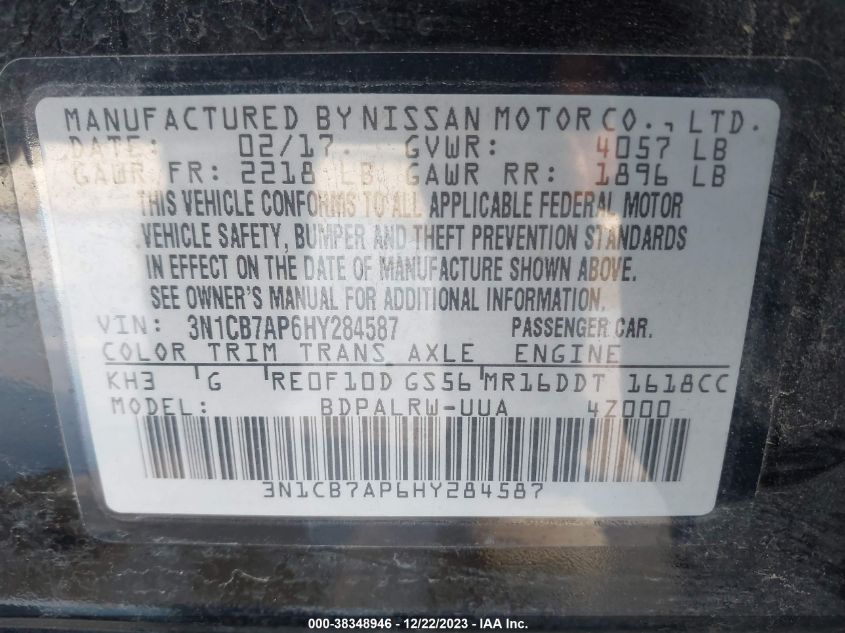 MANUFACTURED BY NISSAN MOTOR CO., LTD.
DATE: 02/17 GVWR: 4057 LB
GAWR FR: 2218 LB GAWR RR: 1896 LB
THIS VEHICLE CONFORMS TO ALL APPLICABLE FEDERAL MOTOR
VEHICLE SAFETY, BUMPER AND THEFT PREVENTION STANDARDS
IN EFFECT ON THE DATE OF MANUFACTURE SHOWN ABOVE.
SEE OWNER'S MANUAL FOR ADDITIONAL INFORMATION.
VIN: 3N1CB7AP6HY284587 PASSENGER CAR.
COLOR TRIM TRANS AXLE ENGINE
KH3 G RE0F10D GS56 MR16DDT 1618CC
MODEL: BDPALRW-UUA 4Z000
3N1CB7AP6HY284587
000-38348946 - 12/22/2023 - IAA Inc.